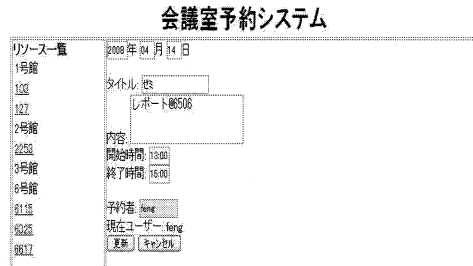 会議室予約システム
リソース一覧
1号館
103
127
2号館
2253
3号館
6号館
6115
6325
6617
2008 年 04 月 14 日
タイトル: ゼミ
内容: レポート@6506
開始時間: 13:00
終了時間: 15:00
予約者: feng
現在ユーザー: feng
更新 キャンセル